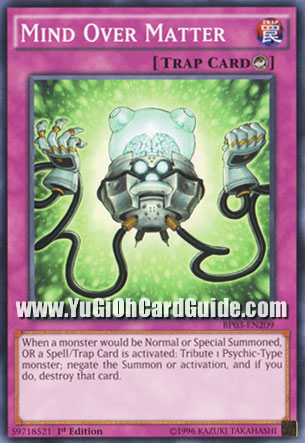 MIND OVER MATTER
TRAP
罠
[TRAP CARD]
www.YuGiOhCardGuide.com
BP03-EN209
When a monster would be Normal or Special Summoned,
OR a Spell/Trap Card is activated: Tribute 1 Psychic-Type
monster; negate the Summon or activation, and if you
do, destroy that card.
59718521 1st Edition ©1996 KAZUKI TAKAHASHI